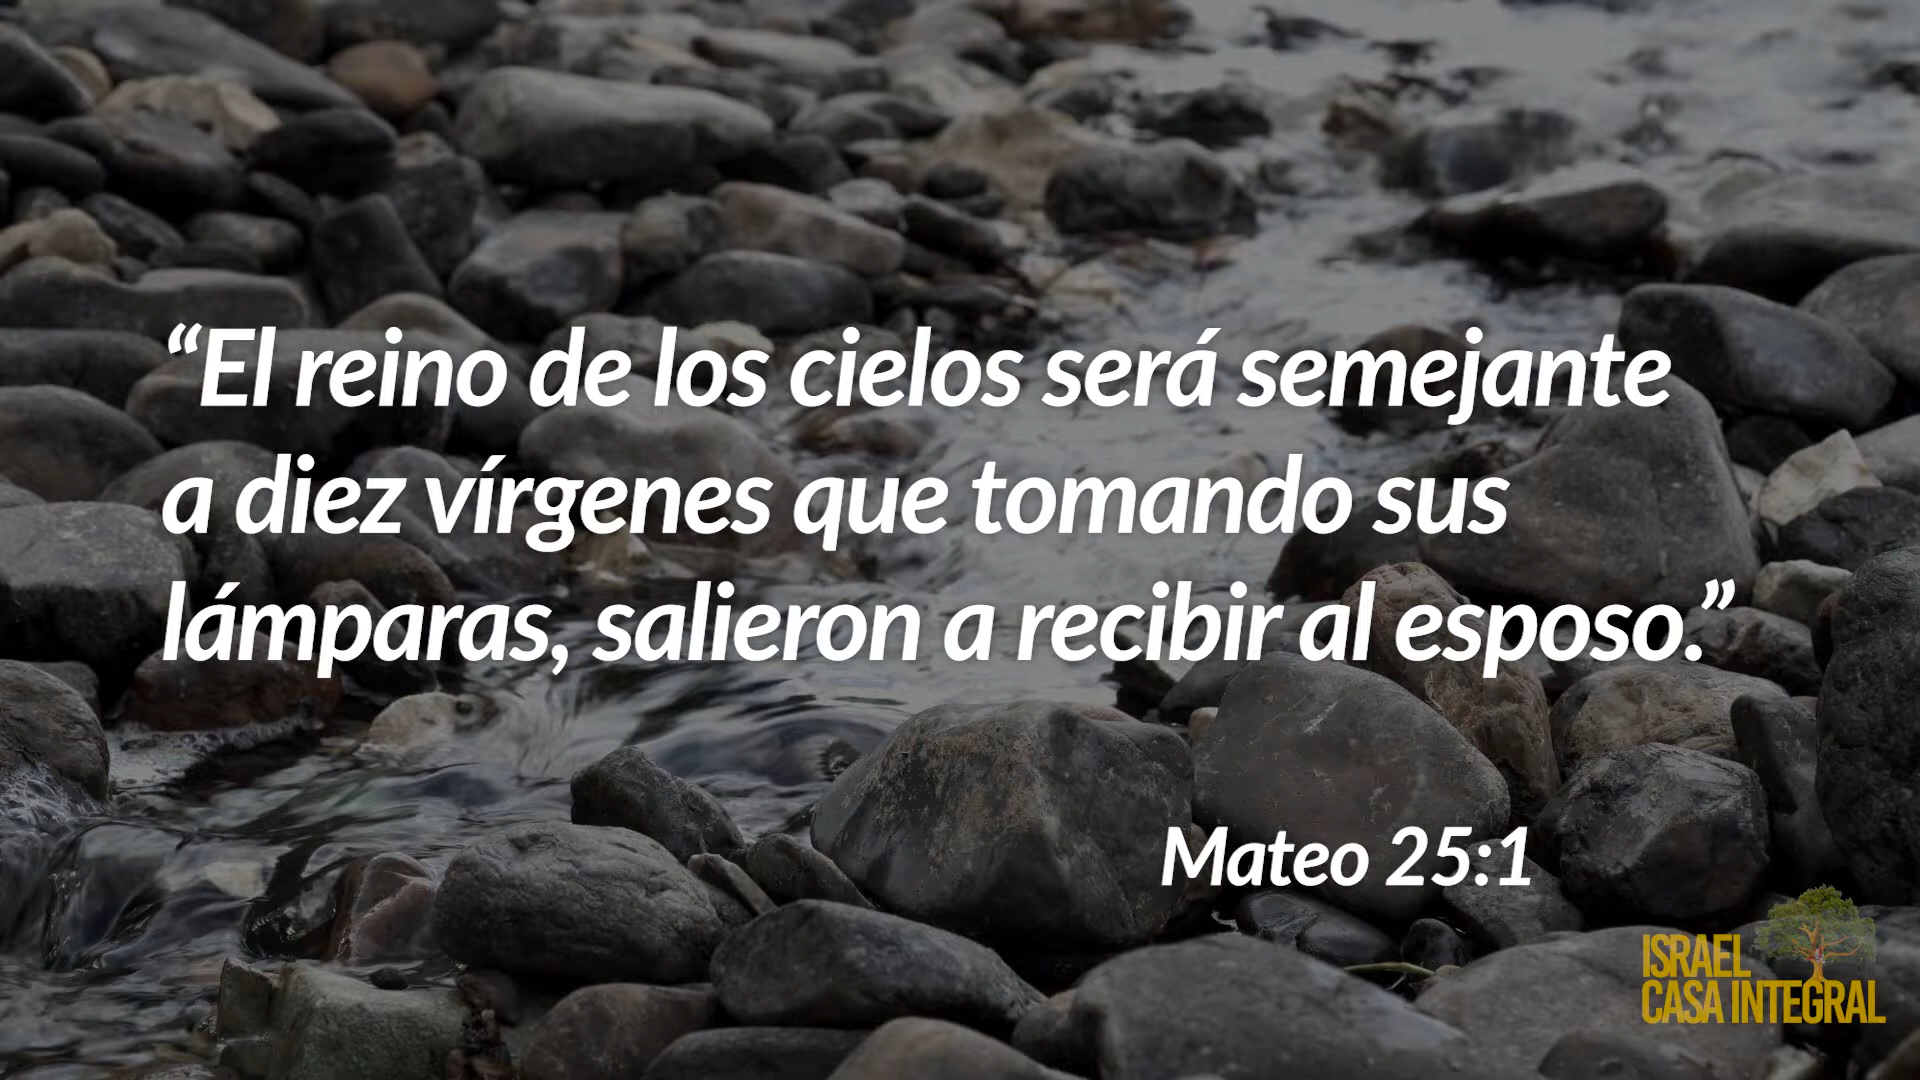 “El reino de los cielos será semejante
a diez vírgenes que tomando sus
lámparas, salieron a recibir al esposo.”
Mateo 25:1
ISRAEL
CASA INTEGRAL